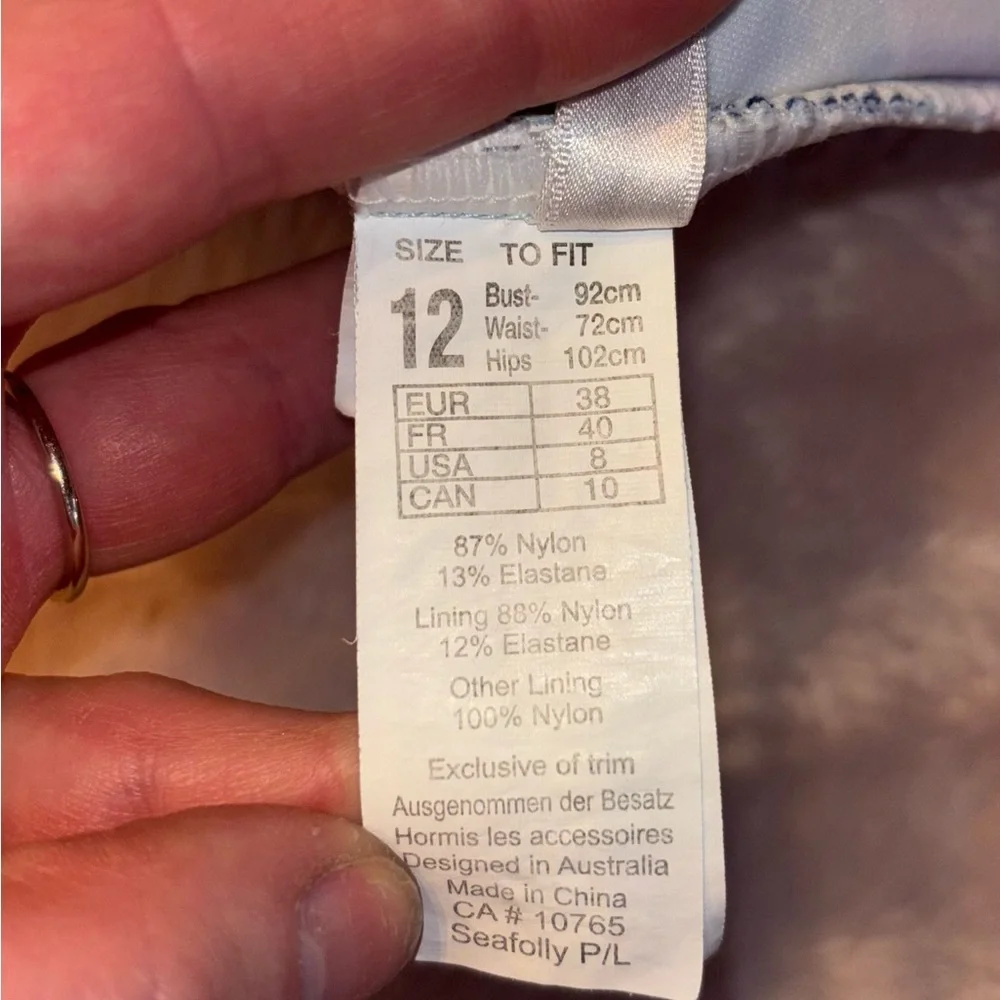 SIZE TO FIT
12 Bust- 92cm
Waist- 72cm
Hips 102cm
EUR 38
FR 40
USA 8
CAN 10
87% Nylon
13% Elastane
Lining 88% Nylon
12% Elastane
Other Lining
100% Nylon
Exclusive of trim
Ausgenommen der Besatz
Hormis les accessoires
Designed in Australia
Made in China
CA # 10765
Seafolly P/L